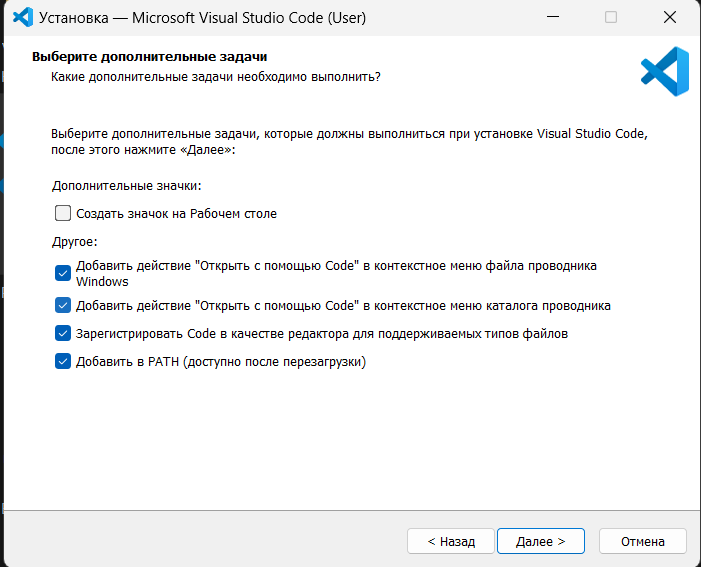 Установка — Microsoft Visual Studio Code (User)
Выберите дополнительные задачи
Какие дополнительные задачи необходимо выполнить?
Выберите дополнительные задачи, которые должны выполниться при установке Visual Studio Code,
после этого нажмите «Далее»:
Дополнительные значки:
Создать значок на Рабочем столе
Другое:
Добавить действие "Открыть с помощью Code" в контекстное меню файла проводника
Windows
Добавить действие "Открыть с помощью Code" в контекстное меню каталога проводника
Зарегистрировать Code в качестве редактора для поддерживаемых типов файлов
Добавить в PATH (доступно после перезагрузки)
< Назад
Далее >
Отмена